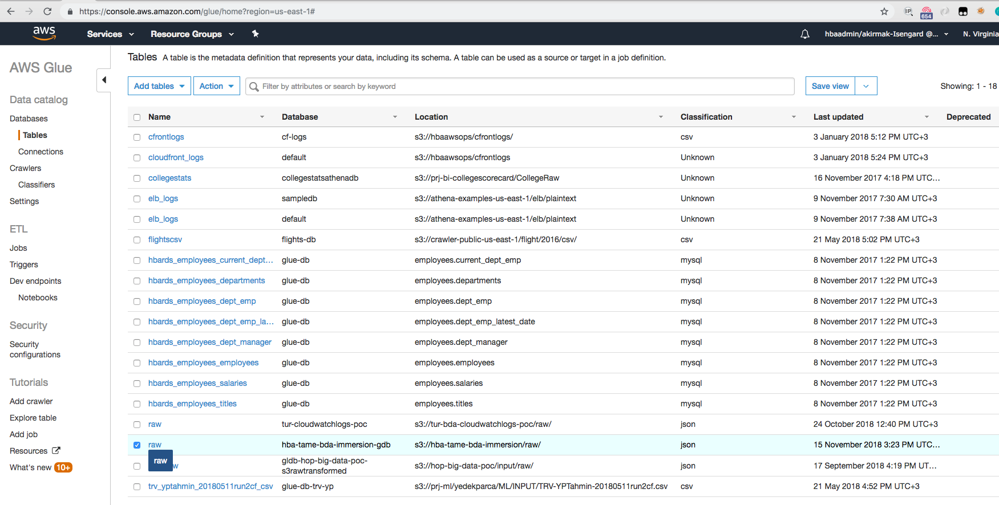 https://console.aws.amazon.com/glue/home?region=us-east-1#
IP
654
aws
Services
Resource Groups
hbaadmin/akirmak-Isengard @...
N. Virginia
AWS Glue
Data catalog
Databases
Tables
Connections
Crawlers
Classifiers
Settings
ETL
Jobs
Triggers
Dev endpoints
Notebooks
Security
Security
configurations
Tutorials
Add crawler
Explore table
Add job
Resources
What's new 10+
Tables A table is the metadata definition that represents your data, including its schema. A table can be used as a source or target in a job definition.
Add tables
Action
Filter by attributes or search by keyword
Save view
Showing: 1 - 18
Name Database Location Classification Last updated Deprecated
cfrontlogs cf-logs s3://hbaawsops/cfrontlogs/ csv 3 January 2018 5:12 PM UTC+3
cloudfront_logs default s3://hbaawsops/cfrontlogs Unknown 3 January 2018 5:24 PM UTC+3
collegestats collegestatsathenadb s3://prj-bi-collegescorecard/CollegeRaw Unknown 16 November 2017 4:18 PM UTC...
elb_logs sampledb s3://athena-examples-us-east-1/elb/plaintext Unknown 9 November 2017 7:30 AM UTC+3
elb_logs default s3://athena-examples-us-east-1/elb/plaintext Unknown 9 November 2017 7:38 AM UTC+3
flightscsv flights-db s3://crawler-public-us-east-1/flight/2016/csv/ csv 21 May 2018 5:02 PM UTC+3
hbards_employees_current_dept... glue-db employees.current_dept_emp mysql 8 November 2017 1:22 PM UTC+3
hbards_employees_departments glue-db employees.departments mysql 8 November 2017 1:22 PM UTC+3
hbards_employees_dept_emp glue-db employees.dept_emp mysql 8 November 2017 1:22 PM UTC+3
hbards_employees_dept_emp_la... glue-db employees.dept_emp_latest_date mysql 8 November 2017 1:22 PM UTC+3
hbards_employees_dept_manager glue-db employees.dept_manager mysql 8 November 2017 1:22 PM UTC+3
hbards_employees_employees glue-db employees.employees mysql 8 November 2017 1:22 PM UTC+3
hbards_employees_salaries glue-db employees.salaries mysql 8 November 2017 1:22 PM UTC+3
hbards_employees_titles glue-db employees.titles mysql 8 November 2017 1:22 PM UTC+3
raw tur-cloudwatchlogs-poc s3://tur-bda-cloudwatchlogs-poc/raw/ json 24 October 2018 12:40 PM UTC+3
raw hba-tame-bda-immersion-gdb s3://hba-tame-bda-immersion/raw/ json 15 November 2018 3:23 PM UTC...
raw
w gldb-hop-big-data-poc-
s3rawtransformed s3://hop-big-data-poc/input/raw/ json 17 September 2018 4:19 PM UT...
trv_yptahmin_20180511run2cf_csv glue-db-trv-yp s3://prj-ml/yedekparca/ML/INPUT/TRV-YPTahmin-20180511run2cf.csv csv 21 May 2018 4:52 PM UTC+3